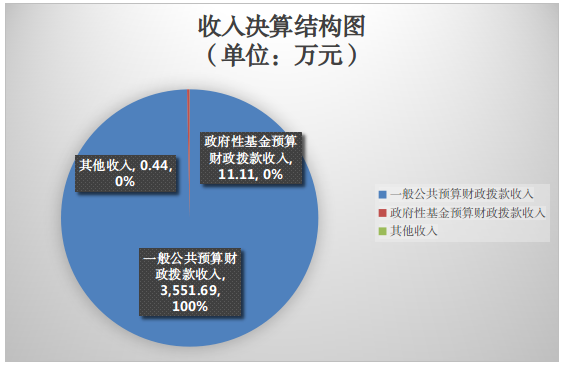 收入决算结构图
（单位：万元）
政府性基金预算
财政拨款收入,
11.11, 0%
其他收入, 0.44,
0%
一般公共预算财
政拨款收入,
3,551.69,
100%
一般公共预算财政拨款收入
政府性基金预算财政拨款收入
其他收入